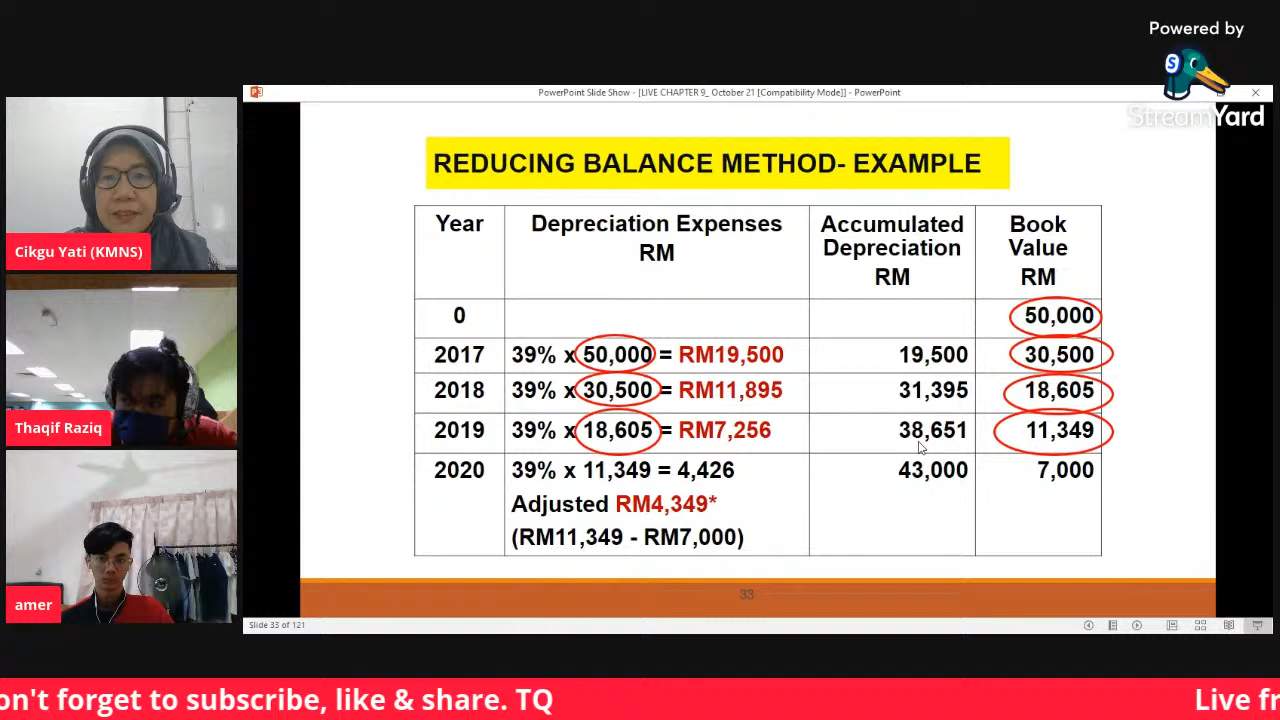 Powered by
StreamYard
PowerPoint Slide Show - [LIVE CHAPTER 9_ October 21 [Compatibility Mode]] - PowerPoint
Cikgu Yati (KMNS)
Thaqif Raziq
amer
REDUCING BALANCE METHOD- EXAMPLE
Year Depreciation Expenses RM Accumulated Depreciation RM Book Value RM
0 50,000
2017 39% x 50,000 = RM19,500 19,500 30,500
2018 39% x 30,500 = RM11,895 31,395 18,605
2019 39% x 18,605 = RM7,256 38,651 11,349
2020 39% x 11,349 = 4,426 43,000 7,000
Adjusted RM4,349*
(RM11,349 - RM7,000)
33
Slide 33 of 121
on't forget to subscribe, like & share. TQ
Live fr